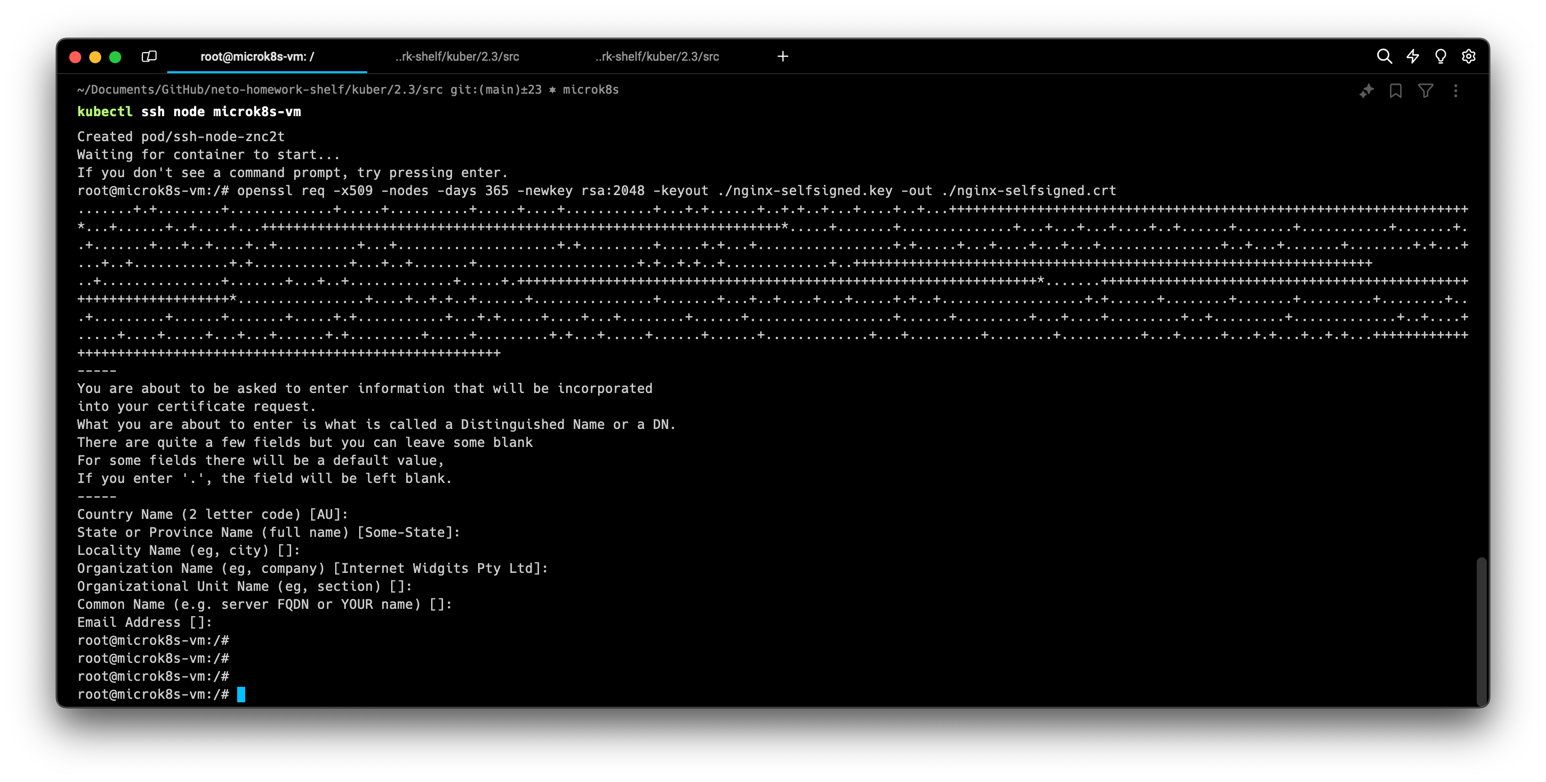 root@microk8s-vm: /
..rk-shelf/kuber/2.3/src
..rk-shelf/kuber/2.3/src
~/Documents/GitHub/neto-homework-shelf/kuber/2.3/src git:(main)±23 ⎈ microk8s
kubectl ssh node microk8s-vm
Created pod/ssh-node-znc2t
Waiting for container to start...
If you don't see a command prompt, try pressing enter.
root@microk8s-vm:/# openssl req -x509 -nodes -days 365 -newkey rsa:2048 -keyout ./nginx-selfsigned.key -out ./nginx-selfsigned.crt
-----
You are about to be asked to enter information that will be incorporated
into your certificate request.
What you are about to enter is what is called a Distinguished Name or a DN.
There are quite a few fields but you can leave some blank
For some fields there will be a default value,
If you enter '.', the field will be left blank.
-----
Country Name (2 letter code) [AU]:
State or Province Name (full name) [Some-State]:
Locality Name (eg, city) []:
Organization Name (eg, company) [Internet Widgits Pty Ltd]:
Organizational Unit Name (eg, section) []:
Common Name (e.g. server FQDN or YOUR name) []:
Email Address []:
root@microk8s-vm:/#
root@microk8s-vm:/#
root@microk8s-vm:/#
root@microk8s-vm:/#